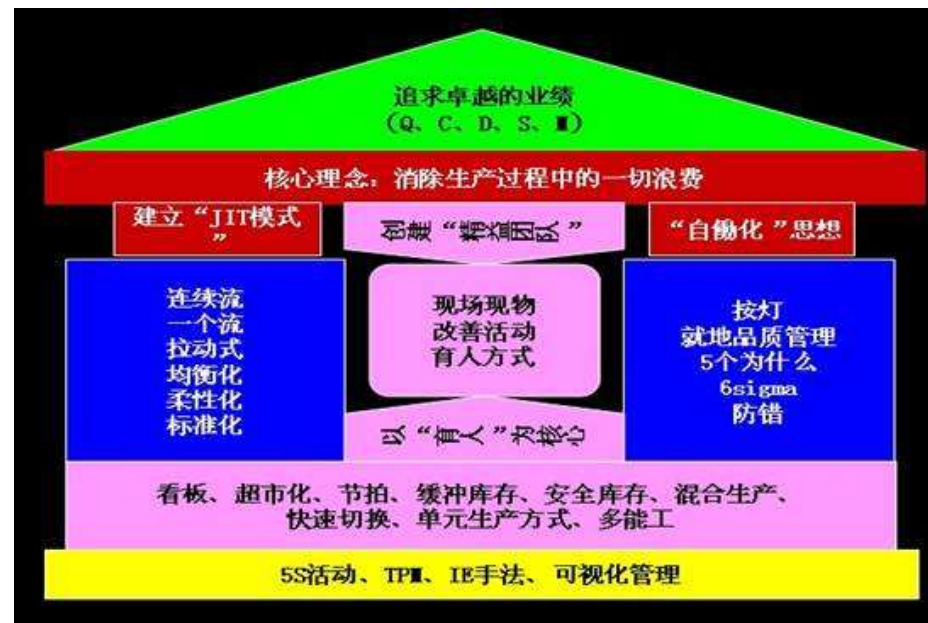 追求卓越的业绩
(Q、C、D、S、M)
核心理念：消除生产过程中的一切浪费
建立“JIT模式
”
创建“精益团队”
“自働化”思想
连续流
一个流
拉动式
均衡化
柔性化
标准化
现场现物
改善活动
育人方式
按灯
就地品质管理
5个为什么
6sigma
防错
以“育人”为核心
看板、超市化、节拍、缓冲库存、安全库存、混合生产、
快速切换、单元生产方式、多能工
5S活动、TPM、IE手法、可视化管理